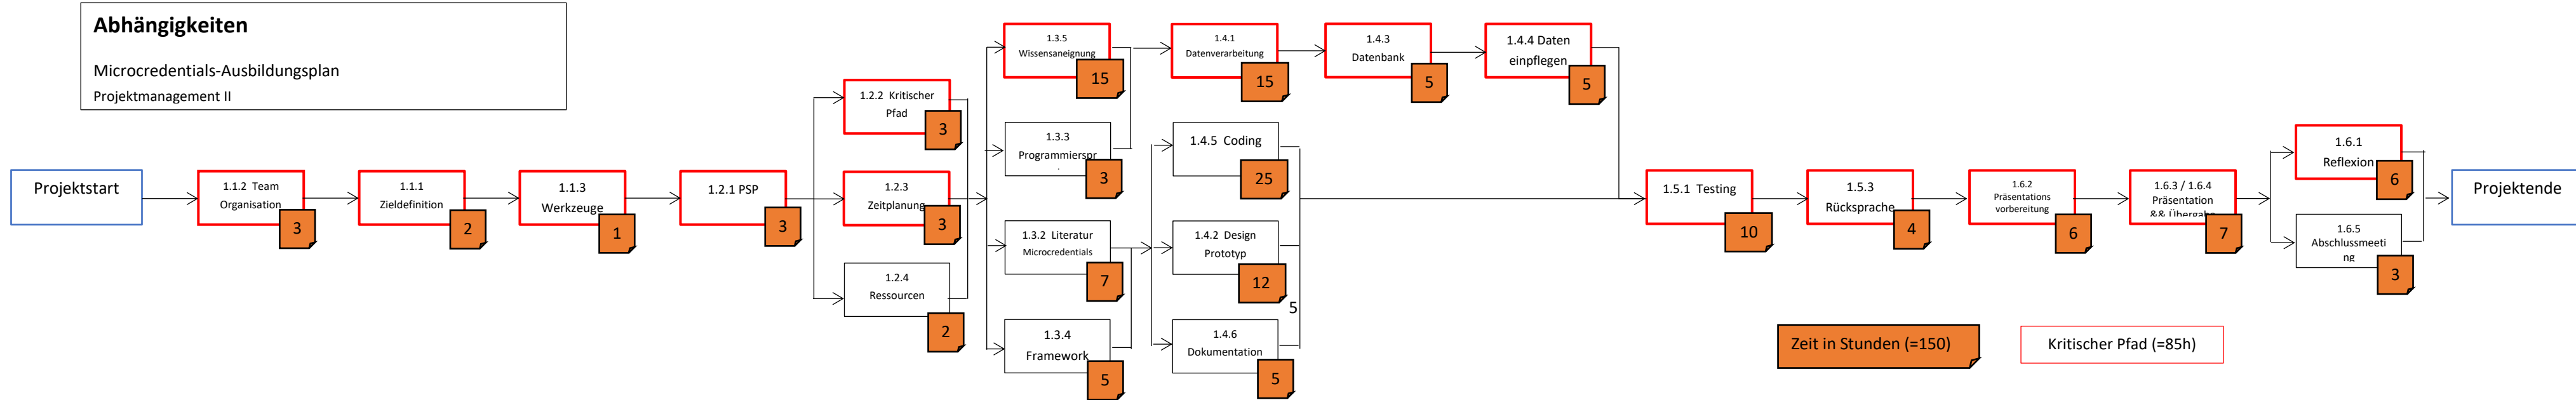 Abhängigkeiten
Microcredentials-Ausbildungsplan
Projektmanagement II
Projektstart
1.1.2 Team
Organisation
3
1.1.1
Zieldefinition
2
1.1.3
Werkzeuge
1
1.2.1 PSP
3
1.2.2 Kritischer
Pfad
3
1.2.3
Zeitplanung
3
1.2.4
Ressourcen
2
1.3.5
Wissensaneignung
15
1.3.3
Programmierspr
.
3
1.3.2 Literatur
Microcredentials
7
1.3.4
Framework
5
1.4.1
Datenverarbeitung
15
1.4.3
Datenbank
5
1.4.4 Daten
einpflegen
5
1.4.5 Coding
25
1.4.2 Design
Prototyp
12
5
1.4.6
Dokumentation
5
1.5.1 Testing
10
1.5.3
Rücksprache
4
1.6.2
Präsentations
vorbereitung
6
1.6.3 / 1.6.4
Präsentation
&& Übergabe
7
1.6.1
Reflexion
6
1.6.5
Abschlussmeeti
ng
3
Projektende
Zeit in Stunden (=150)
Kritischer Pfad (=85h)